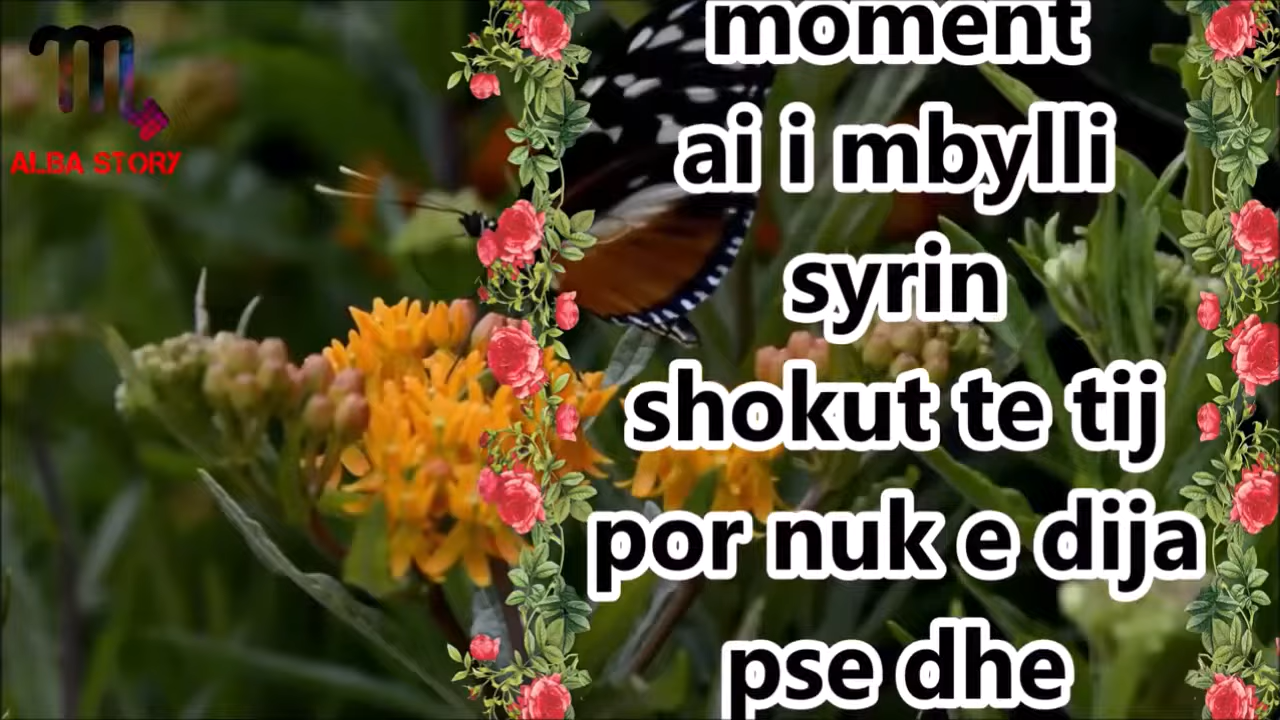 ALBA STORY
moment
ai i mbylli
syrin
shokut te tij
por nuk e dija
pse dhe